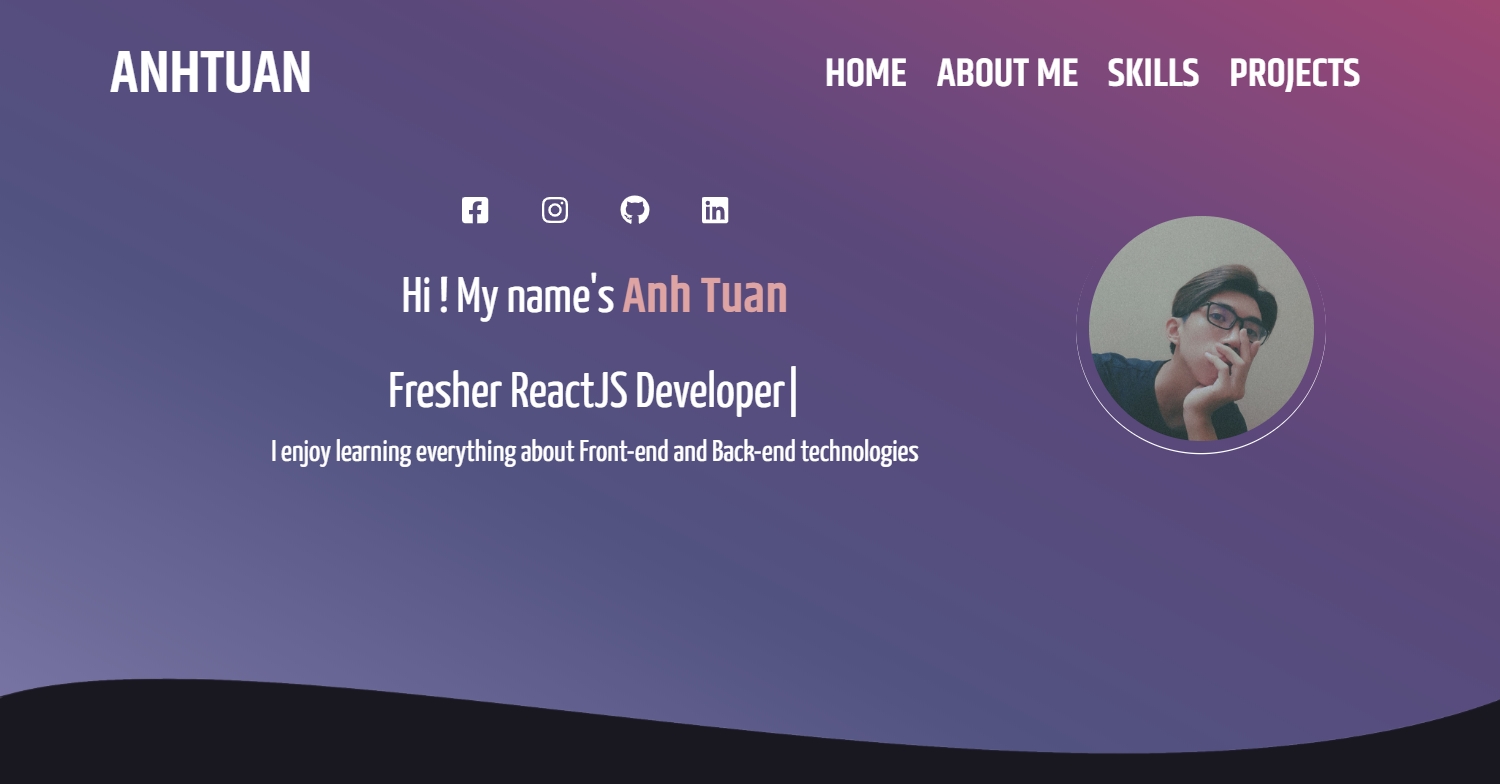 ANHTUAN
HOME ABOUT ME SKILLS PROJECTS
Hi ! My name's Anh Tuan
Fresher ReactJS Developer|
I enjoy learning everything about Front-end and Back-end technologies